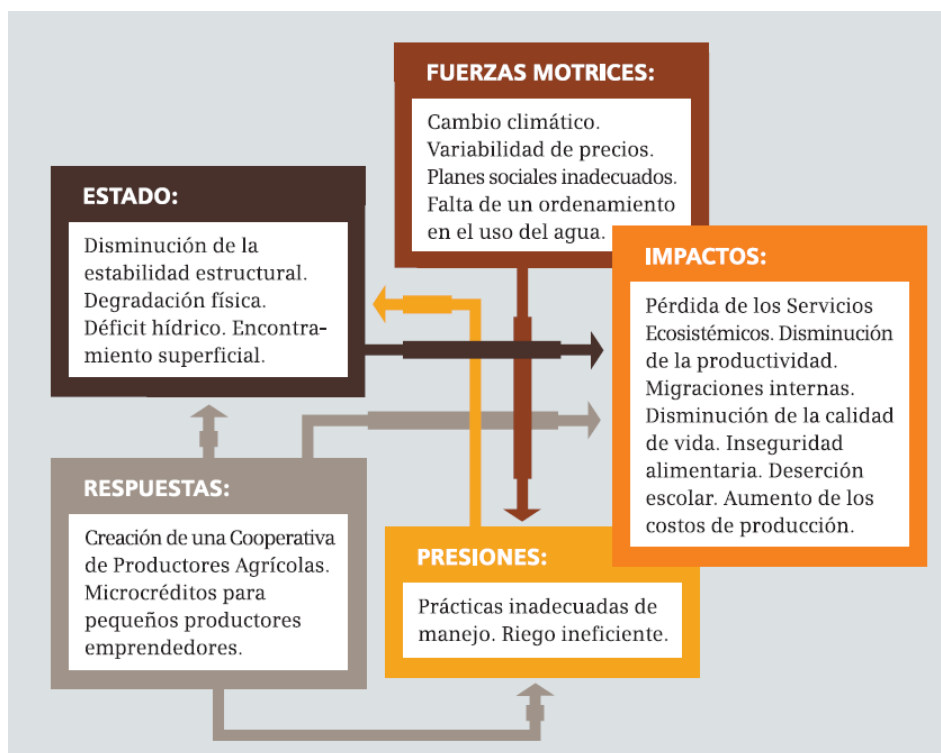 FUERZAS MOTRICES:
Cambio climático.
Variabilidad de precios.
Planes sociales inadecuados.
Falta de un ordenamiento
en el uso del agua.
ESTADO:
Disminución de la
estabilidad estructural.
Degradación física.
Déficit hídrico. Encontra-
miento superficial.
IMPACTOS:
Pérdida de los Servicios
Ecosistémicos. Disminución
de la productividad.
Migraciones internas.
Disminución de la calidad
de vida. Inseguridad
alimentaria. Deserción
escolar. Aumento de los
costos de producción.
RESPUESTAS:
Creación de una Cooperativa
de Productores Agrícolas.
Microcréditos para
pequeños productores
emprendedores.
PRESIONES:
Prácticas inadecuadas de
manejo. Riego ineficiente.